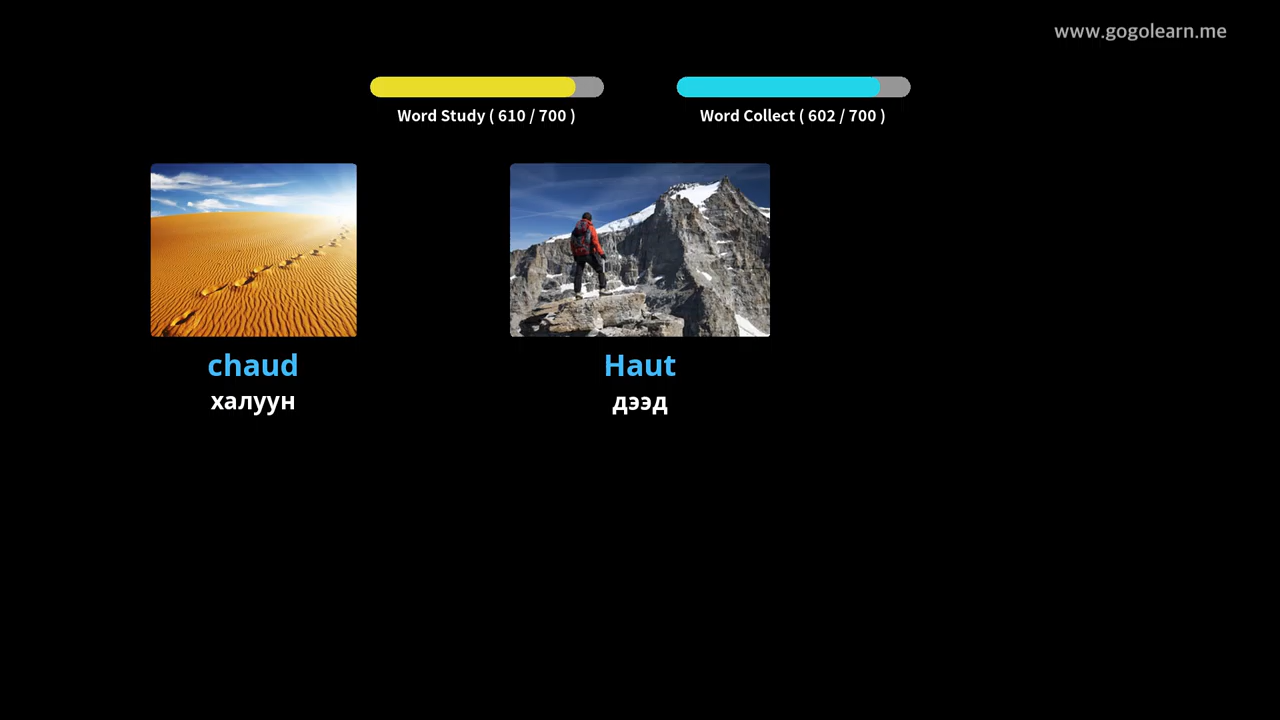 www.gogolearn.me
Word Study ( 610 / 700 )
Word Collect ( 602 / 700 )
chaud
халуун
Haut
дээд